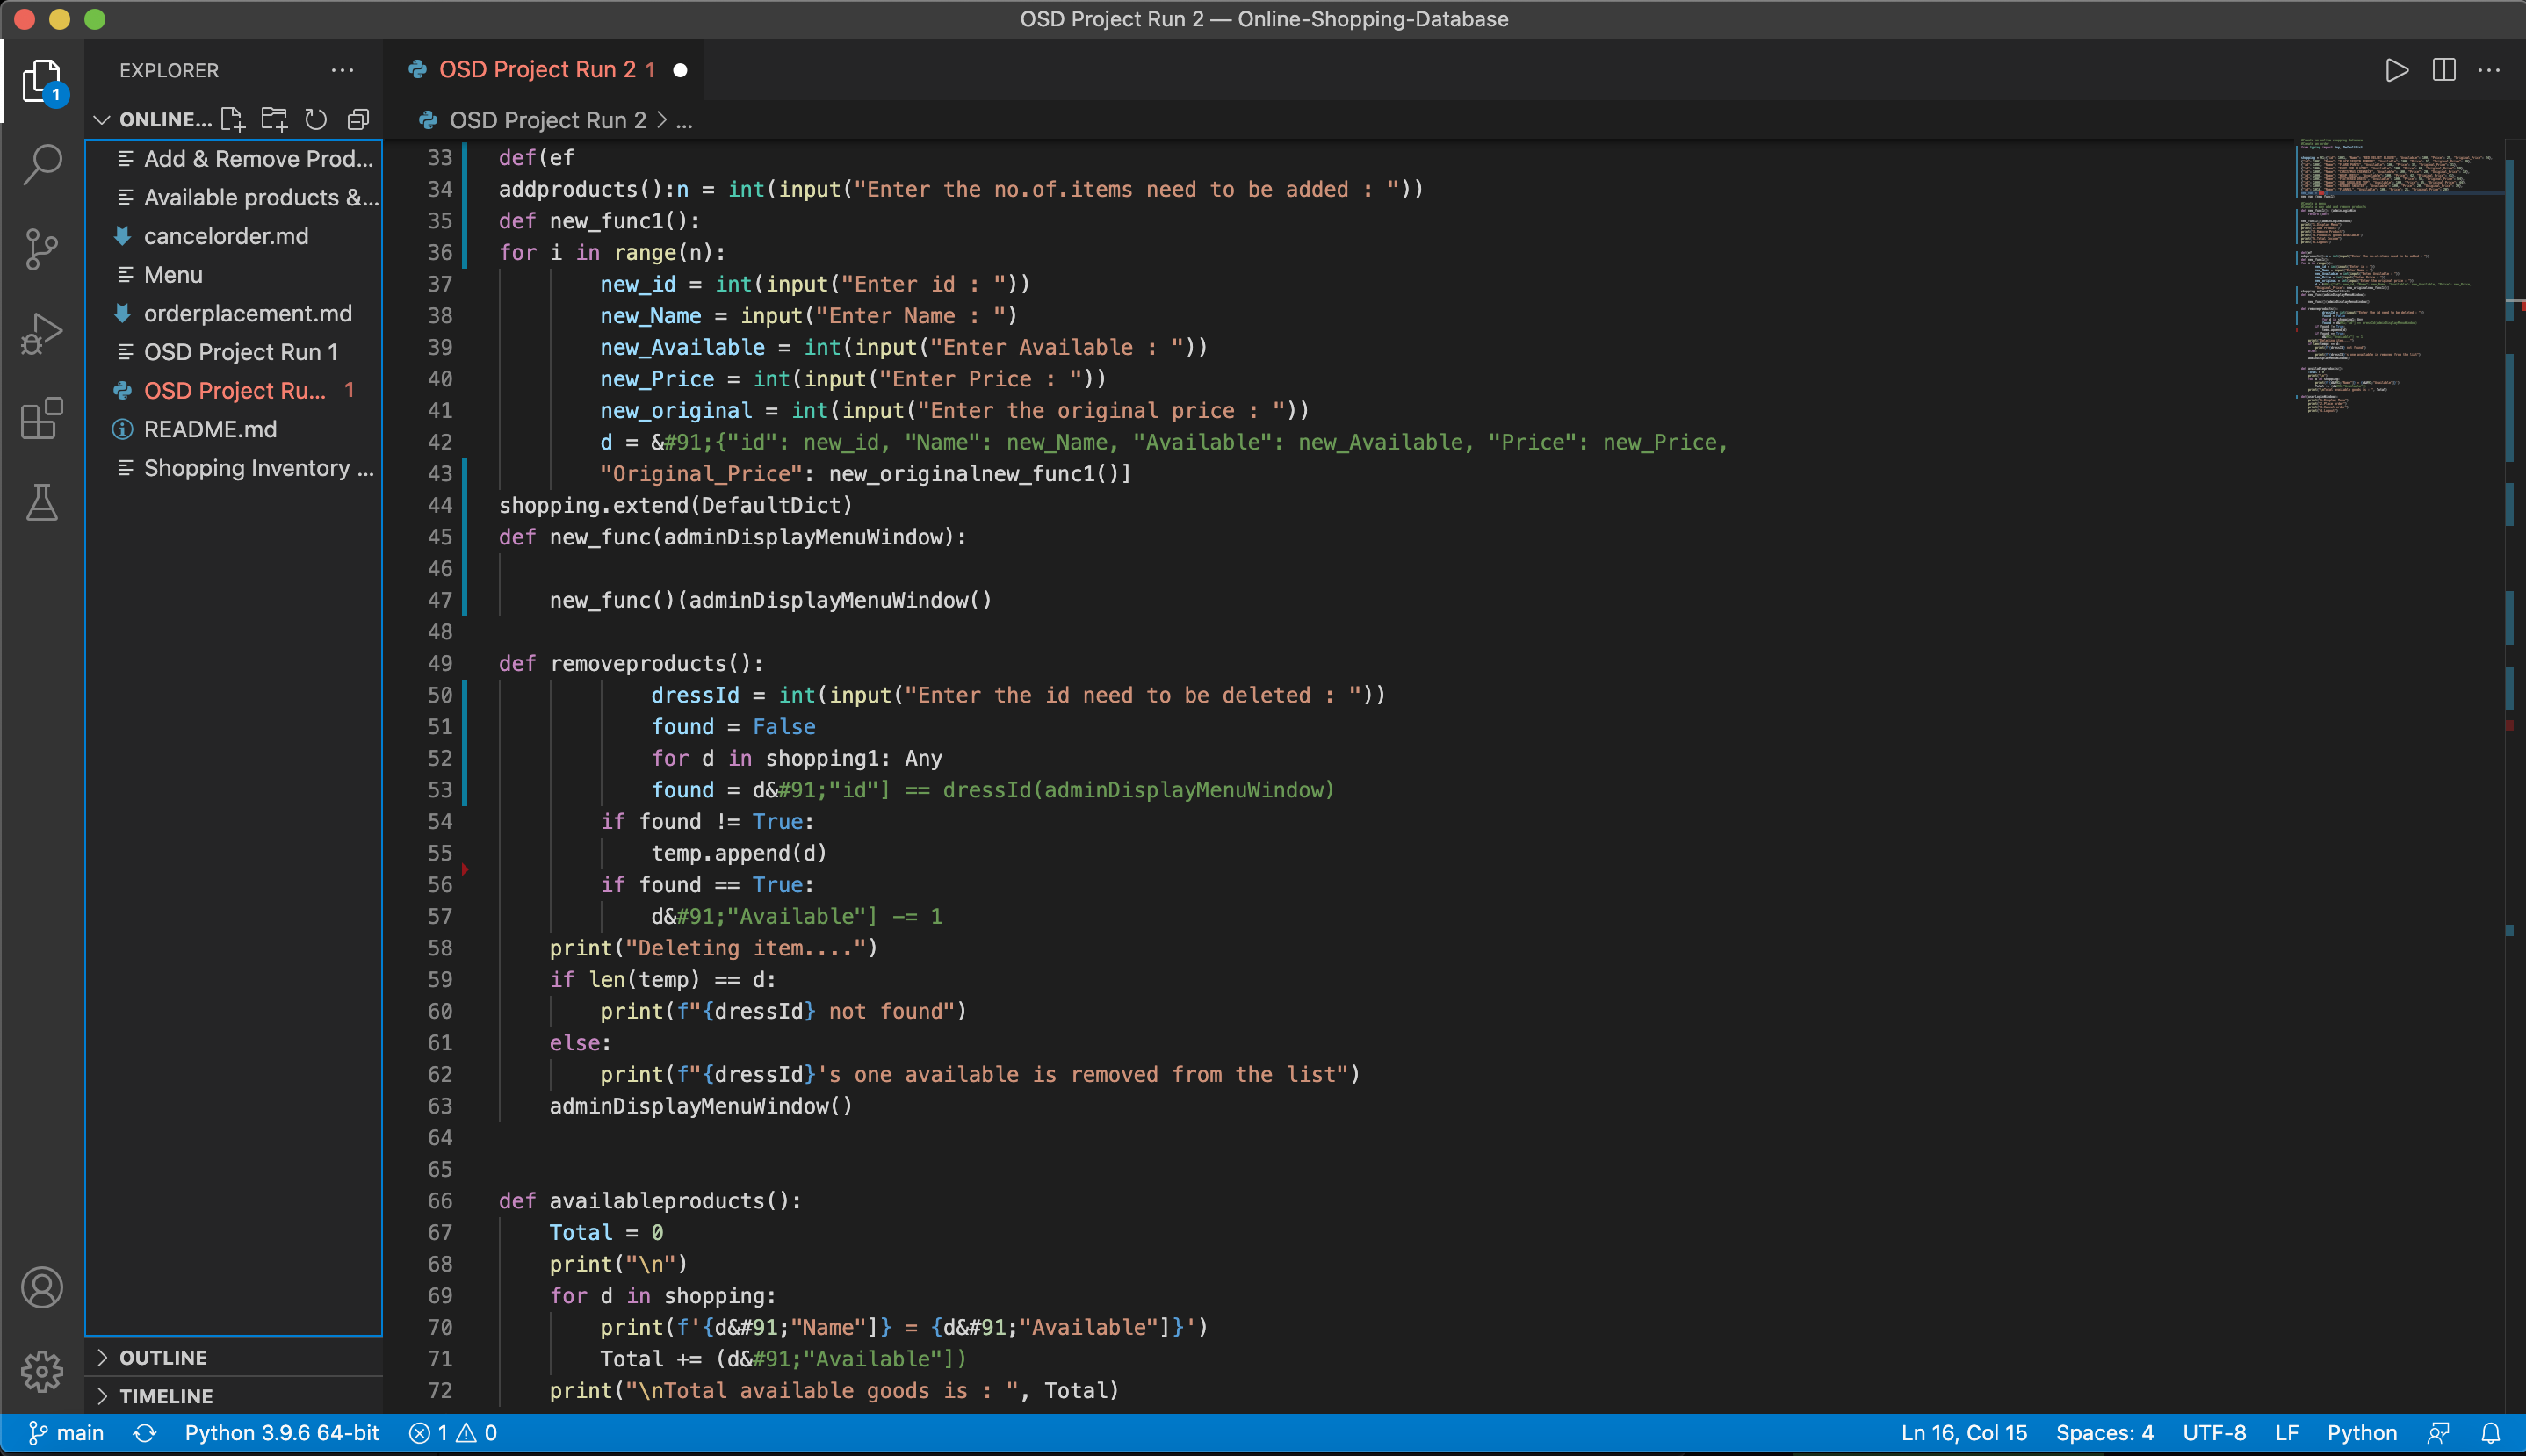 OSD Project Run 2 — Online-Shopping-Database
EXPLORER
1
ONLINE...
Add & Remove Prod...
Available products &...
cancelorder.md
Menu
orderplacement.md
OSD Project Run 1
OSD Project Ru... 1
README.md
Shopping Inventory ...
OUTLINE
TIMELINE
OSD Project Run 2 1
OSD Project Run 2 > ...
33 def(ef
34 addproducts():n = int(input("Enter the no.of.items need to be added : "))
35 def new_func1():
36 for i in range(n):
37 new_id = int(input("Enter id : "))
38 new_Name = input("Enter Name : ")
39 new_Available = int(input("Enter Available : "))
40 new_Price = int(input("Enter Price : "))
41 new_original = int(input("Enter the original price : "))
42 d = &#91;{"id": new_id, "Name": new_Name, "Available": new_Available, "Price": new_Price,
43 "Original_Price": new_originalnew_func1()]
44 shopping.extend(DefaultDict)
45 def new_func(adminDisplayMenuWindow):
46
47 new_func()(adminDisplayMenuWindow()
48
49 def removeproducts():
50 dressId = int(input("Enter the id need to be deleted : "))
51 found = False
52 for d in shopping1: Any
53 found = d&#91;"id"] == dressId(adminDisplayMenuWindow)
54 if found != True:
55 temp.append(d)
56 if found == True:
57 d&#91;"Available"] -= 1
58 print("Deleting item....")
59 if len(temp) == d:
60 print(f"{dressId} not found")
61 else:
62 print(f"{dressId}'s one available is removed from the list")
63 adminDisplayMenuWindow()
64
65
66 def availableproducts():
67 Total = 0
68 print("\n")
69 for d in shopping:
70 print(f'{d&#91;"Name"]} = {d&#91;"Available"]}')
71 Total += (d&#91;"Available"])
72 print("\nTotal available goods is : ", Total)
main Python 3.9.6 64-bit 1 0 Ln 16, Col 15 Spaces: 4 UTF-8 LF Python